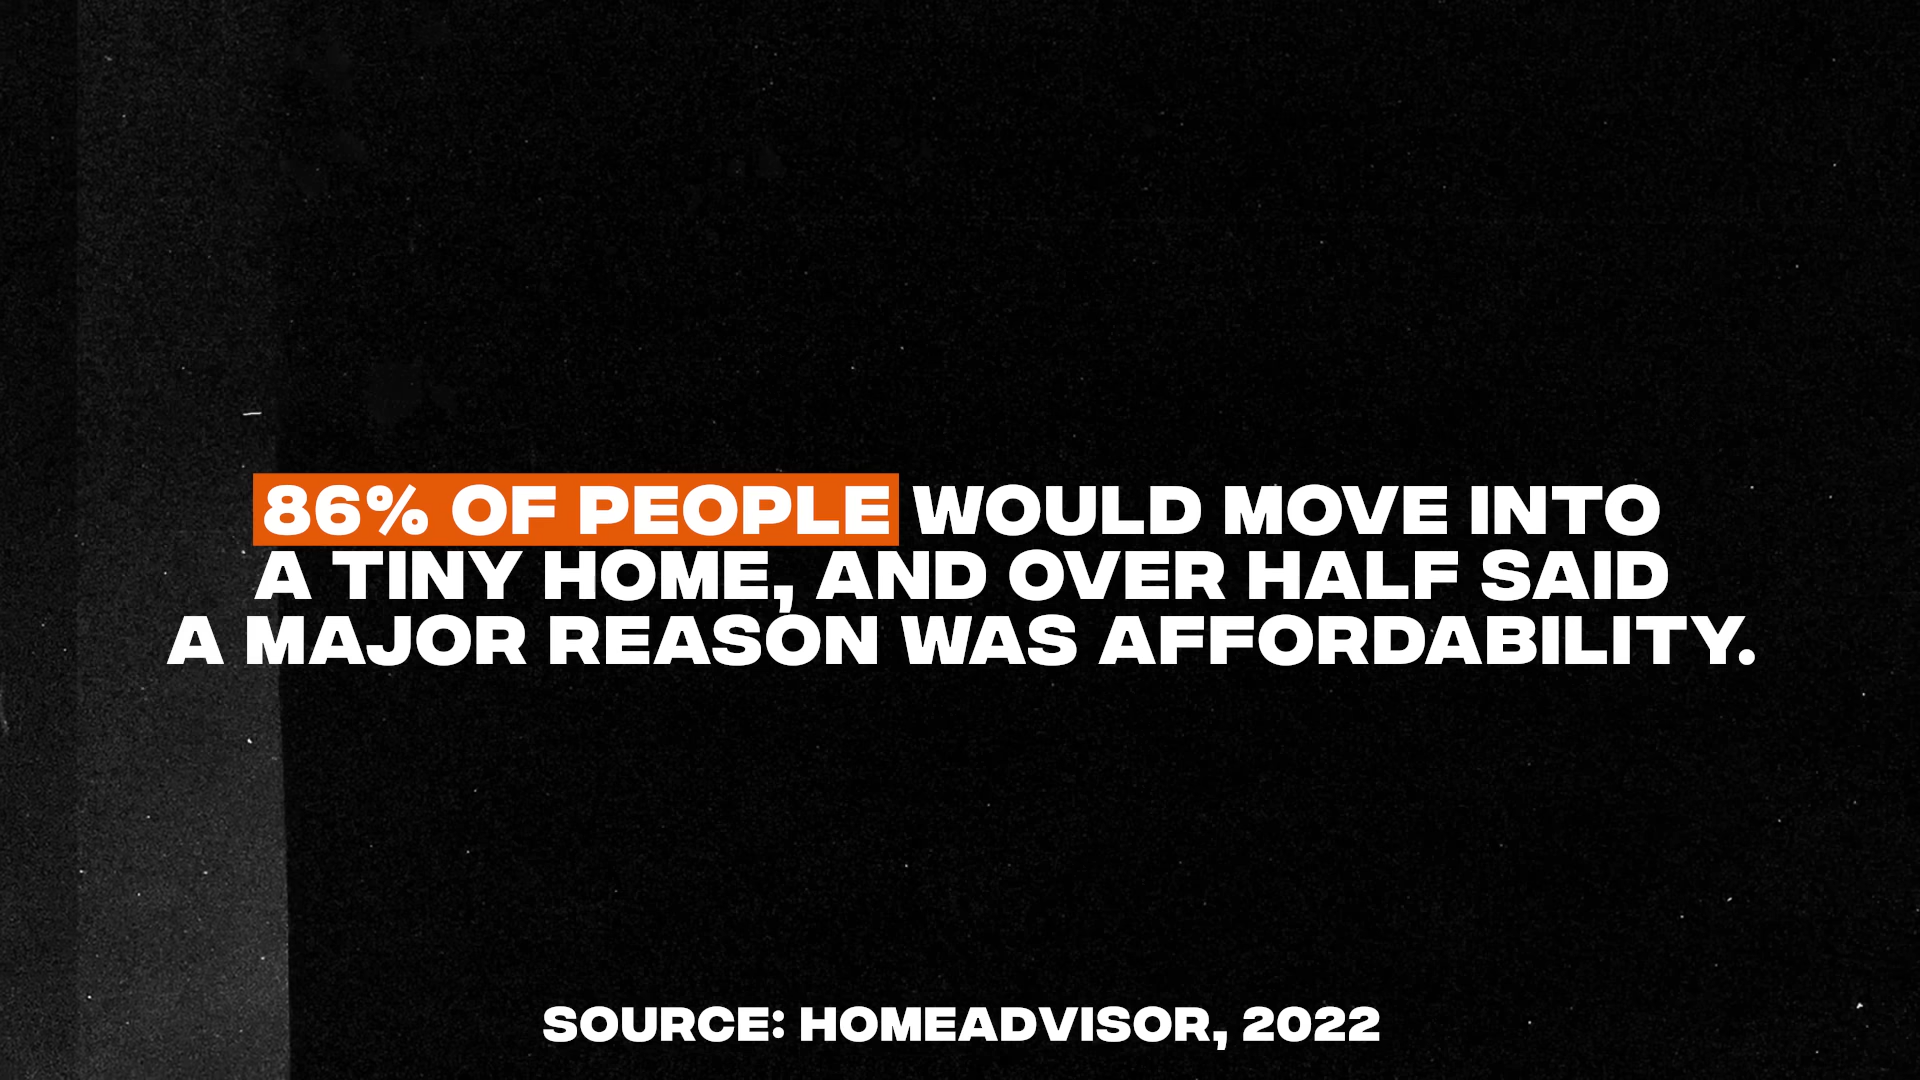 86% OF PEOPLE WOULD MOVE INTO
A TINY HOME, AND OVER HALF SAID
A MAJOR REASON WAS AFFORDABILITY.
SOURCE: HOMEADVISOR, 2022